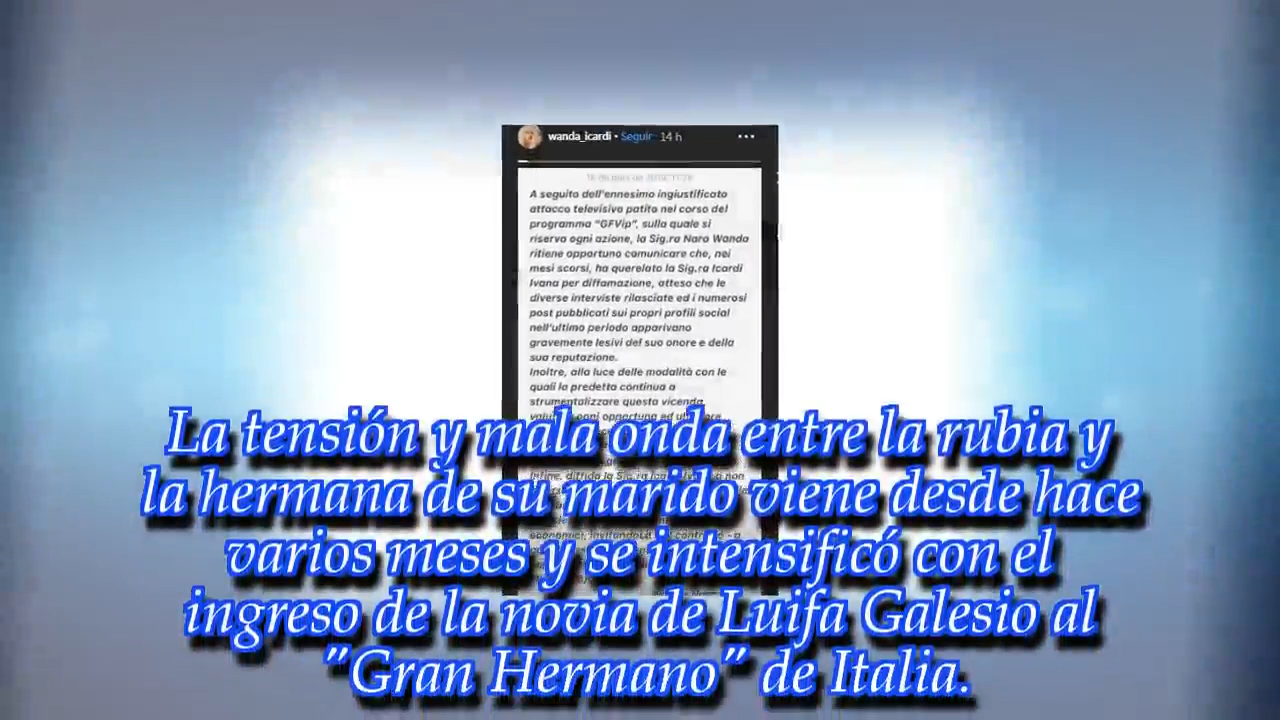 wanda_icardi • Seguir 14 h
A seguito dell'ennesimo ingiustificato
attacco televisivo patito nel corso del
programma "GFVip", sulla quale si
riserva ogni azione, la Sig.ra Nara Wanda
ritiene opportuno comunicare che, nei
mesi scorsi, ha querelato la Sig.ra Icardi
Ivana per diffamazione, atteso che le
diverse interviste rilasciate ed i numerosi
post pubblicati sui propri profili social
nell'ultimo periodo apparivano
gravemente lesivi del suo onore e della
sua reputazione.
Inoltre, alla luce delle modalità con le
quali la predetta continua a
strumentalizzare questa vicenda
La tensión y mala onda entre la rubia y
la hermana de su marido viene desde hace
varios meses y se intensificó con el
ingreso de la novia de Luifa Galesio al
"Gran Hermano" de Italia.